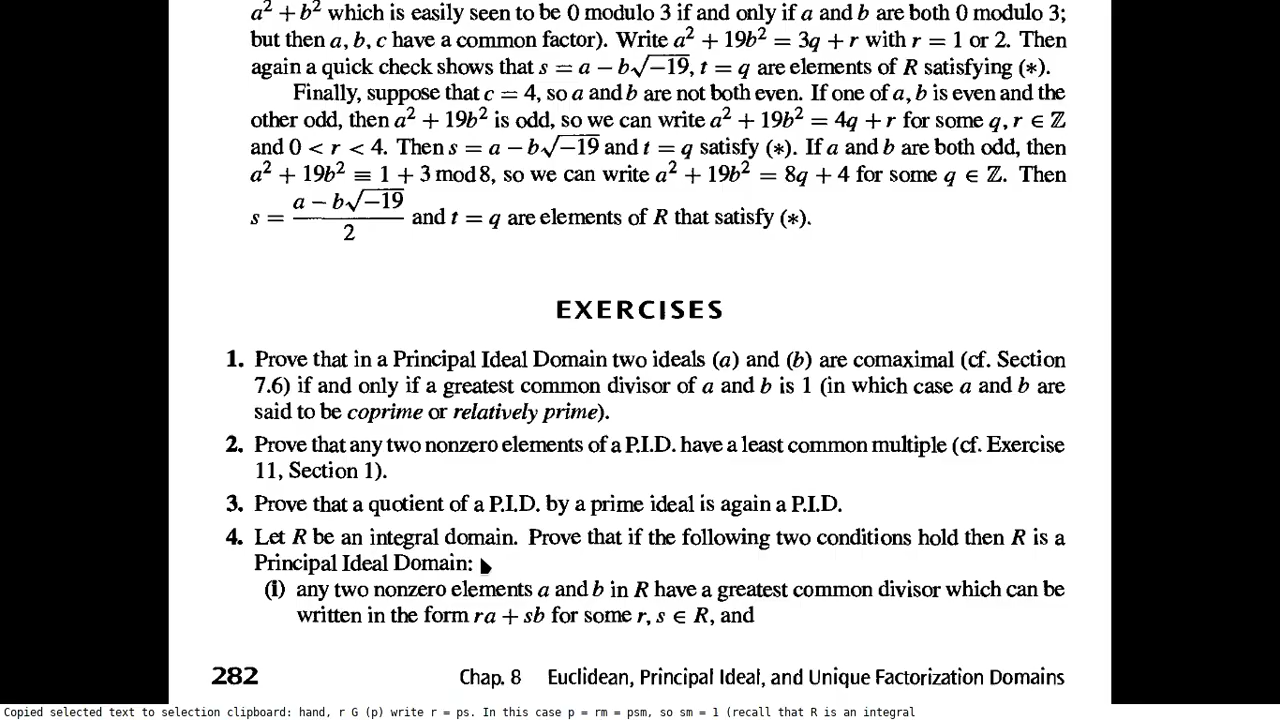 a² + b² which is easily seen to be 0 modulo 3 if and only if a and b are both 0 modulo 3;
but then a, b, c have a common factor). Write a² + 19b² = 3q + r with r = 1 or 2. Then
again a quick check shows that s = a − b√−19, t = q are elements of R satisfying (∗).
Finally, suppose that c = 4, so a and b are not both even. If one of a, b is even and the
other odd, then a² + 19b² is odd, so we can write a² + 19b² = 4q + r for some q, r ∈ ℤ
and 0 < r < 4. Then s = a − b√−19 and t = q satisfy (∗). If a and b are both odd, then
a² + 19b² ≡ 1 + 3 mod 8, so we can write a² + 19b² = 8q + 4 for some q ∈ ℤ. Then
s = (a − b√−19)/2 and t = q are elements of R that satisfy (∗).
EXERCISES
1. Prove that in a Principal Ideal Domain two ideals (a) and (b) are comaximal (cf. Section
7.6) if and only if a greatest common divisor of a and b is 1 (in which case a and b are
said to be coprime or relatively prime).
2. Prove that any two nonzero elements of a P.I.D. have a least common multiple (cf. Exercise
11, Section 1).
3. Prove that a quotient of a P.I.D. by a prime ideal is again a P.I.D.
4. Let R be an integral domain. Prove that if the following two conditions hold then R is a
Principal Ideal Domain:
(i) any two nonzero elements a and b in R have a greatest common divisor which can be
written in the form ra + sb for some r, s ∈ R, and
282 Chap. 8 Euclidean, Principal Ideal, and Unique Factorization Domains
Copied selected text to selection clipboard: hand, r G (p) write r = ps. In this case p = rm = psm, so sm = 1 (recall that R is an integral